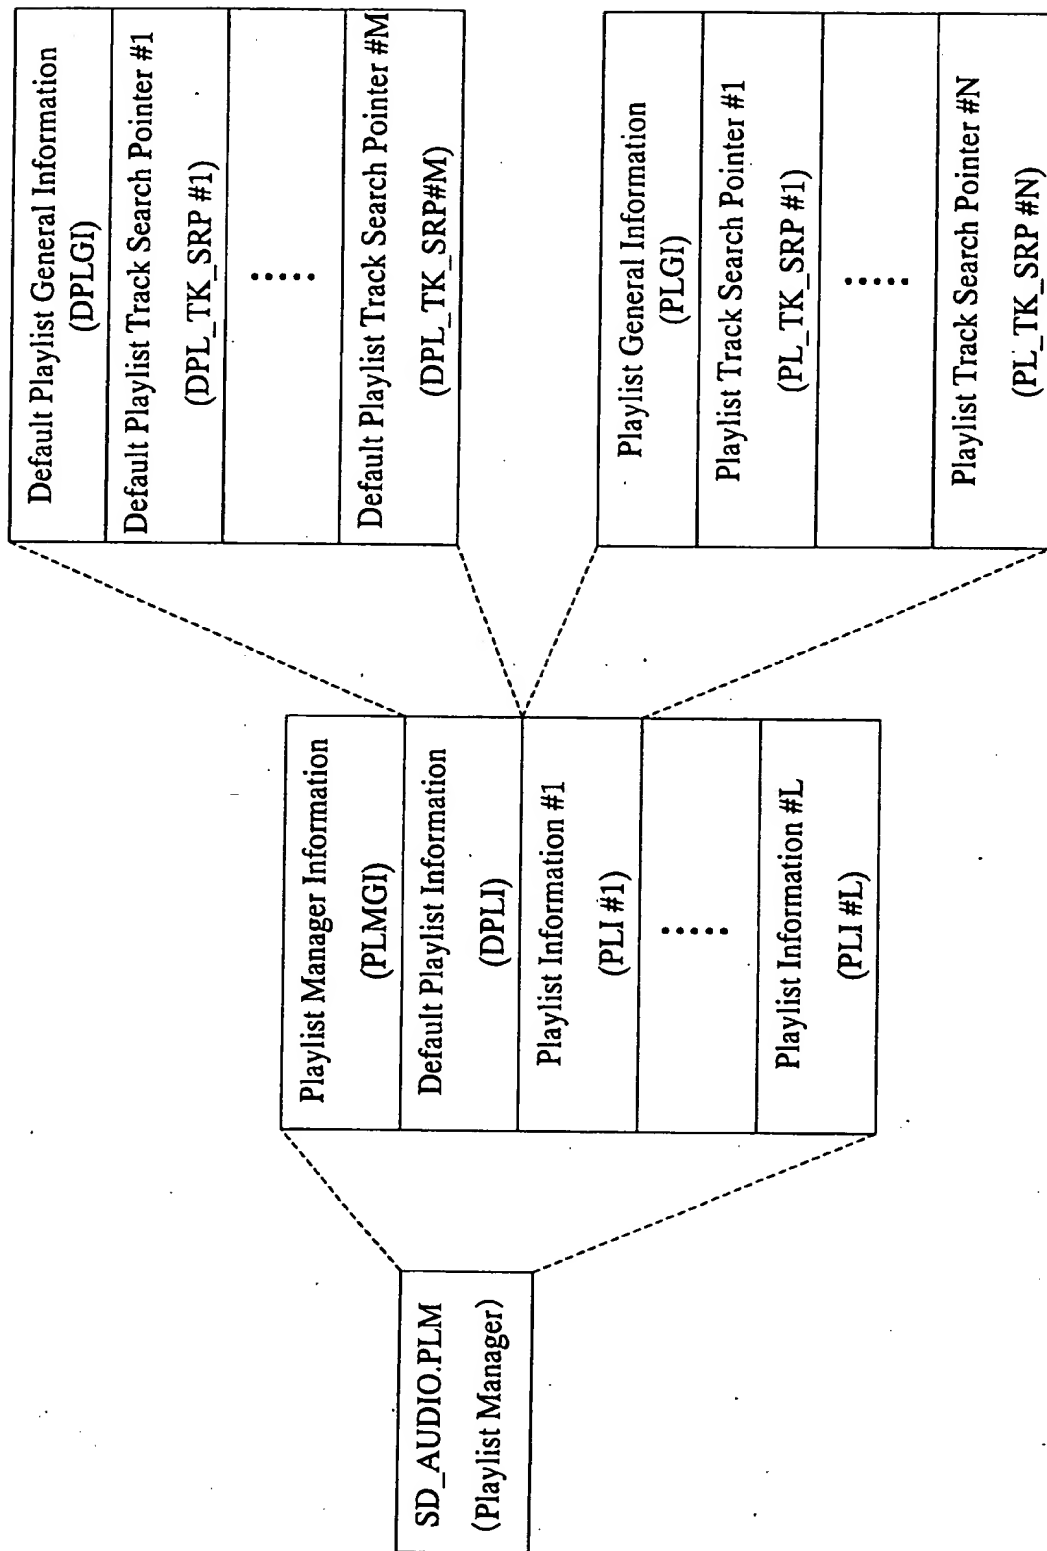 SD_AUDIO.PLM
(Playlist Manager)
Playlist Manager Information
(PLMGI)
Default Playlist Information
(DPLI)
Playlist Information #1
(PLI #1)
.....
Playlist Information #L
(PLI #L)
Default Playlist General Information
(DPLGI)
Default Playlist Track Search Pointer #1
(DPL_TK_SRP #1)
.....
Default Playlist Track Search Pointer #M
(DPL_TK_SRP#M)
Playlist General Information
(PLGI)
Playlist Track Search Pointer #1
(PL_TK_SRP #1)
.....
Playlist Track Search Pointer #N
(PL_TK_SRP #N)